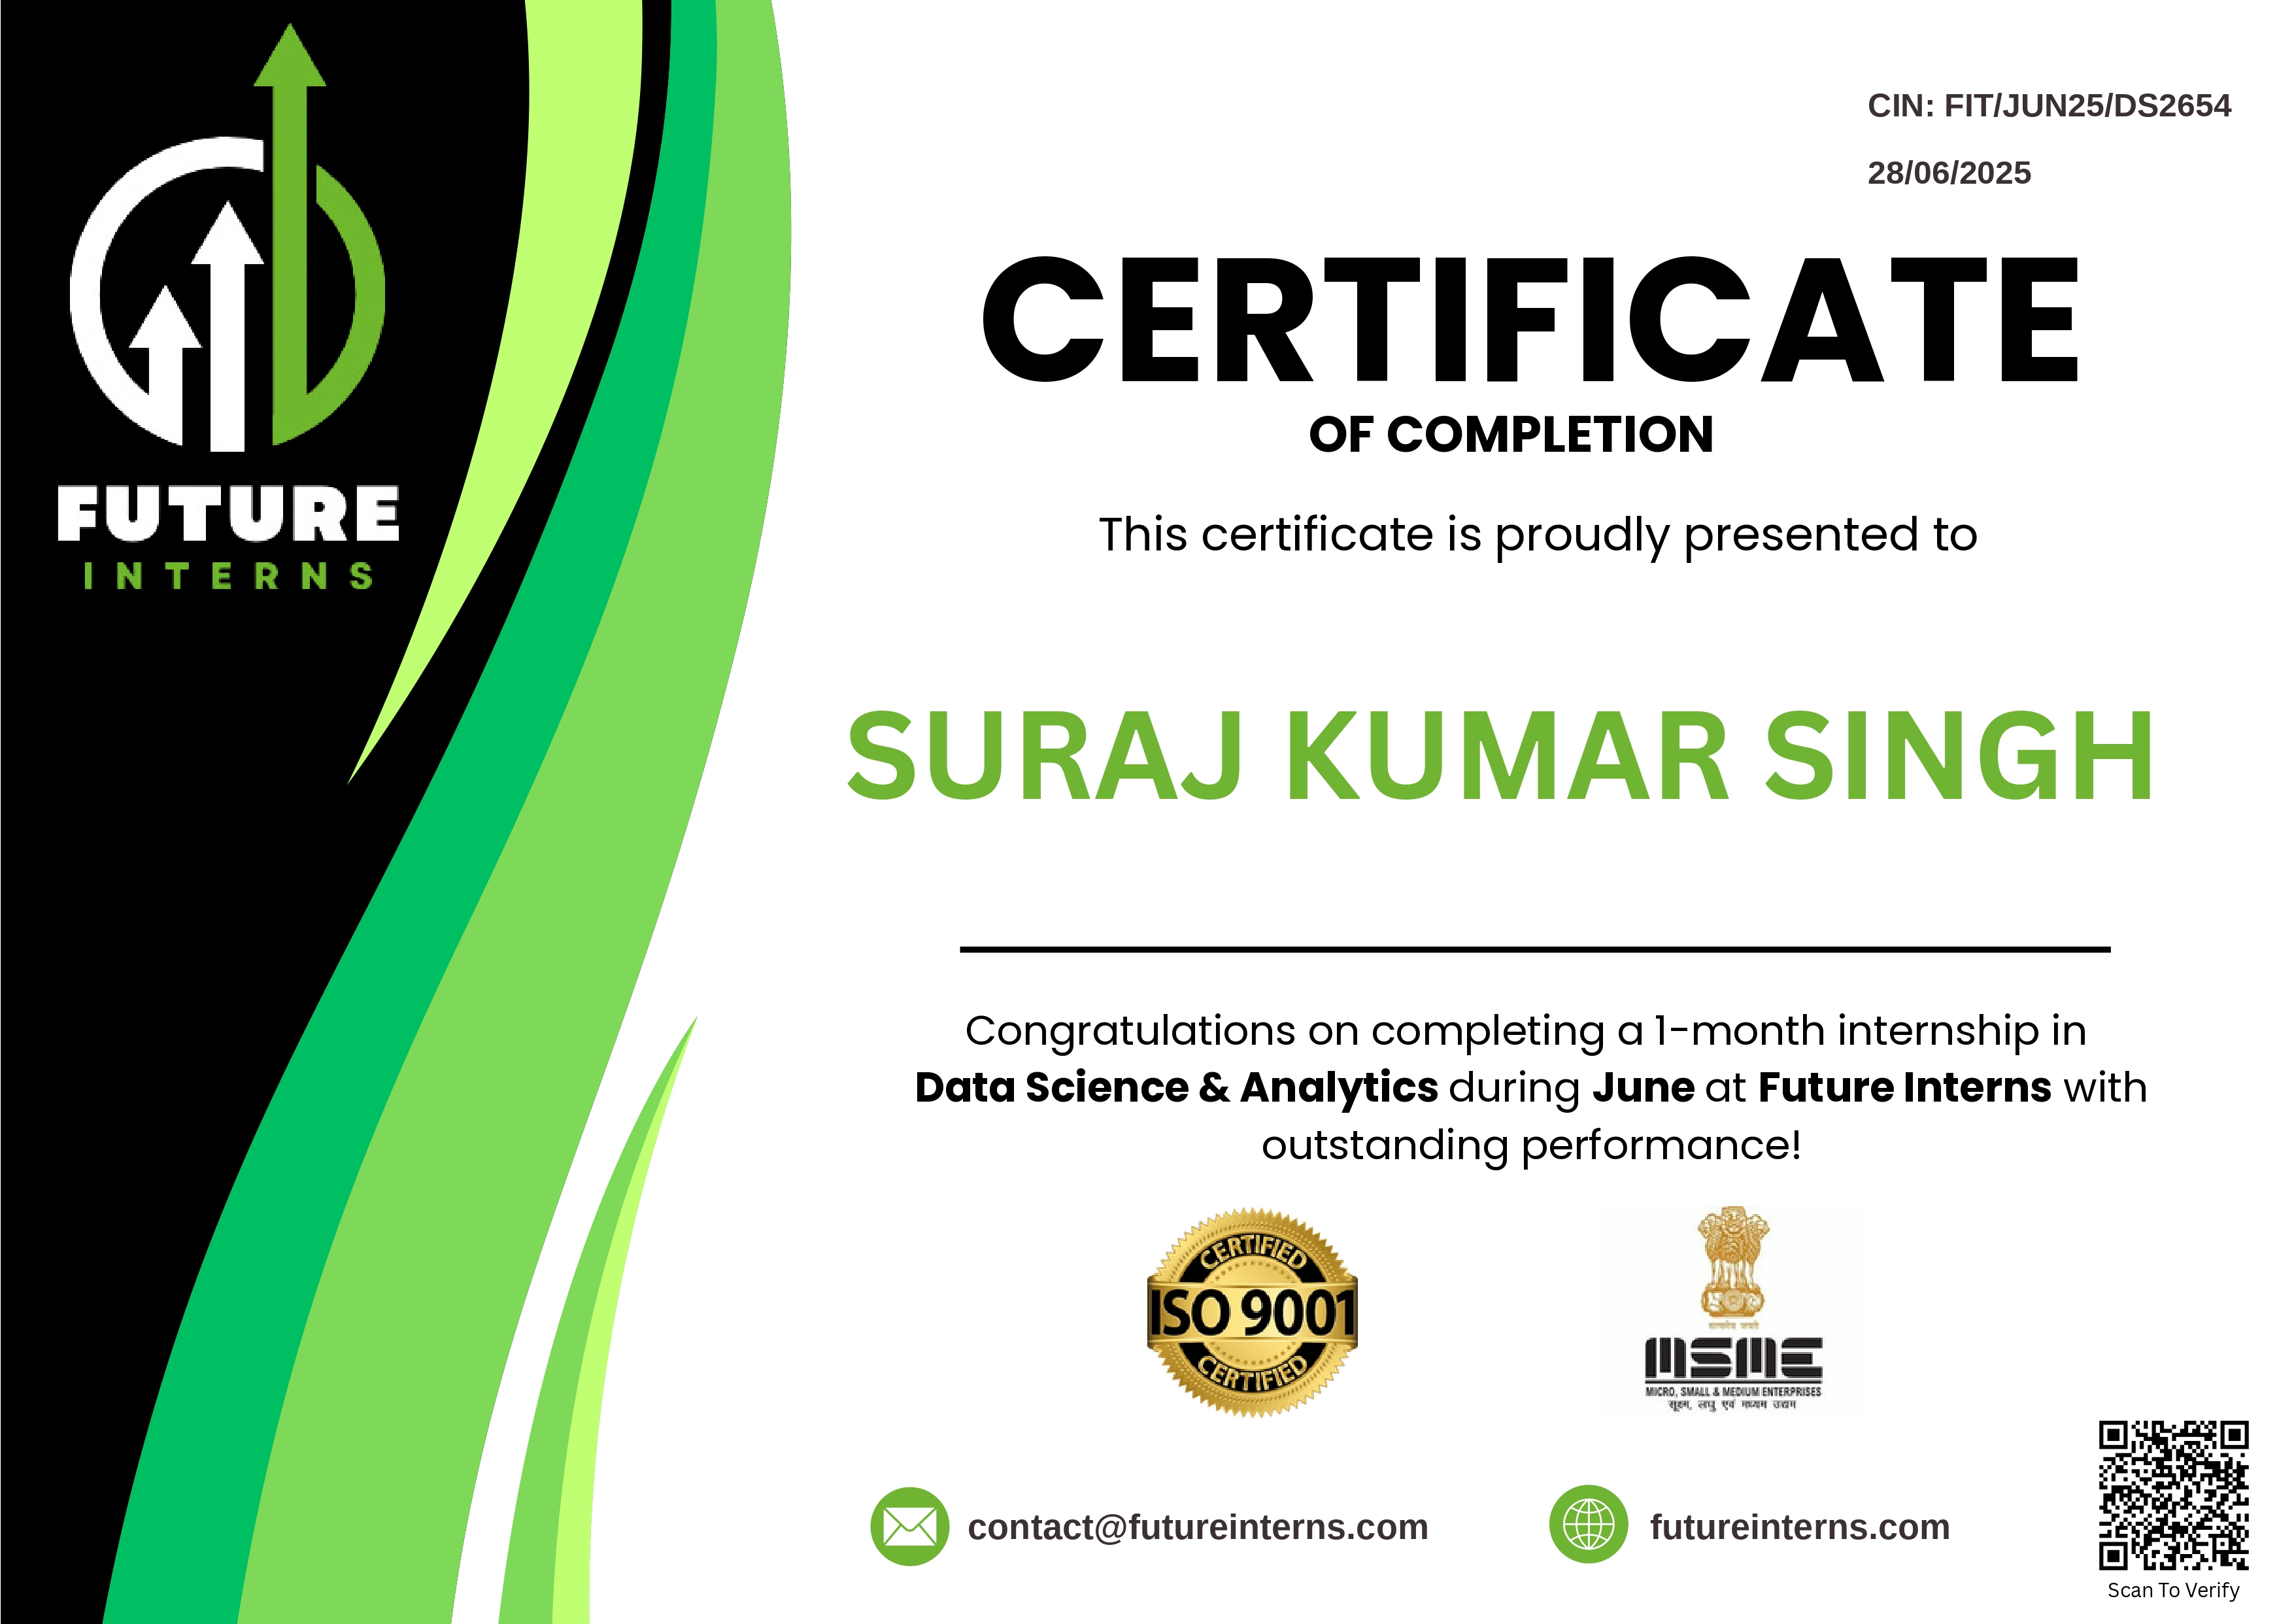 FUTURE
INTERNS
CIN: FIT/JUN25/DS2654
28/06/2025
CERTIFICATE
OF COMPLETION
This certificate is proudly presented to
SURAJ KUMAR SINGH
Congratulations on completing a 1-month internship in
Data Science & Analytics during June at Future Interns with
outstanding performance!
CERTIFIED
ISO 9001
CERTIFIED
सत्यमेव जयते
MSME
MICRO, SMALL & MEDIUM ENTERPRISES
सूक्ष्म, लघु एवं मध्यम उद्यम
contact@futureinterns.com
futureinterns.com
Scan To Verify